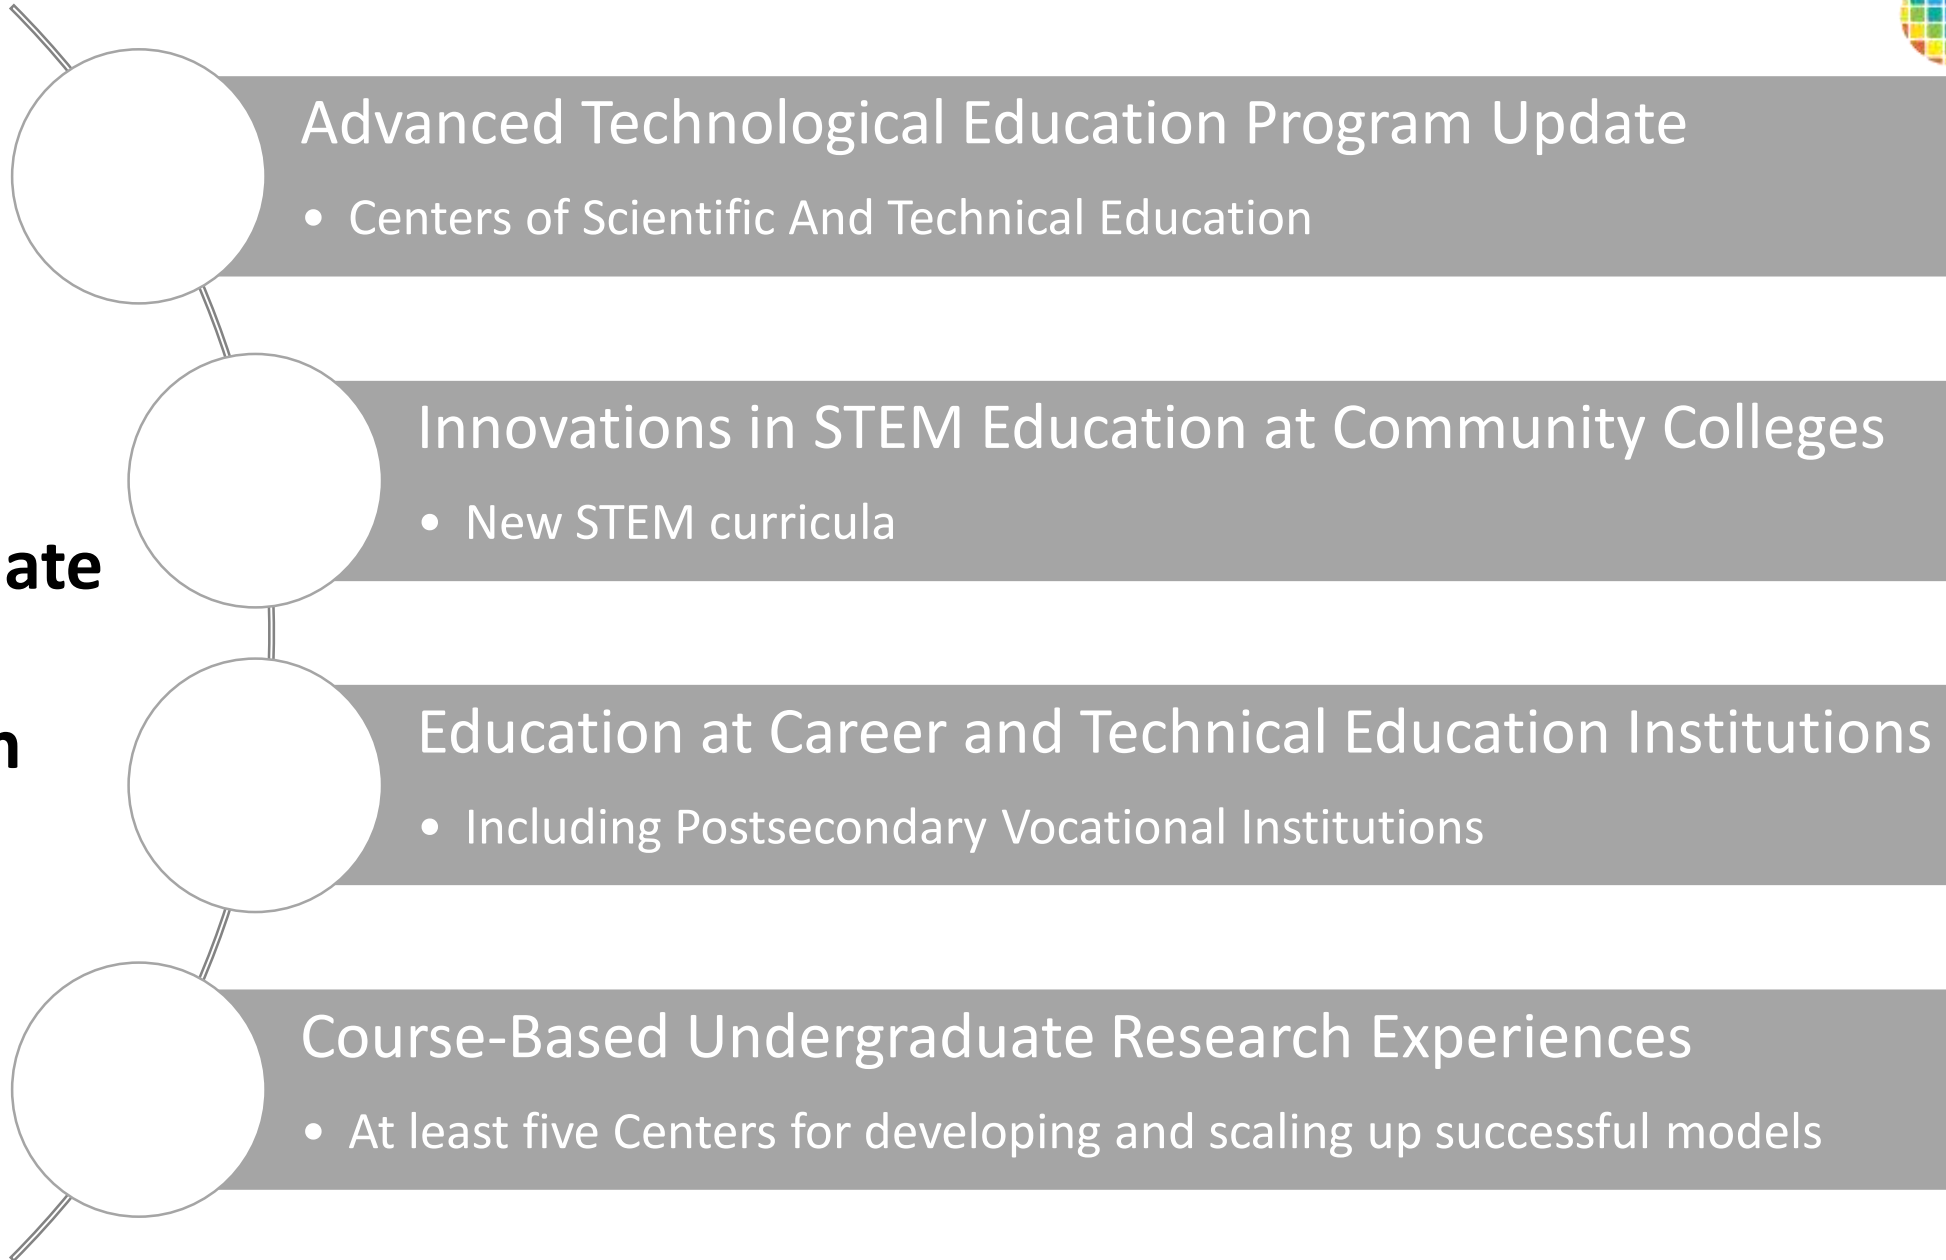 Advanced Technological Education Program Update
• Centers of Scientific And Technical Education
Innovations in STEM Education at Community Colleges
• New STEM curricula
ate
n
Education at Career and Technical Education Institutions
• Including Postsecondary Vocational Institutions
Course-Based Undergraduate Research Experiences
• At least five Centers for developing and scaling up successful models